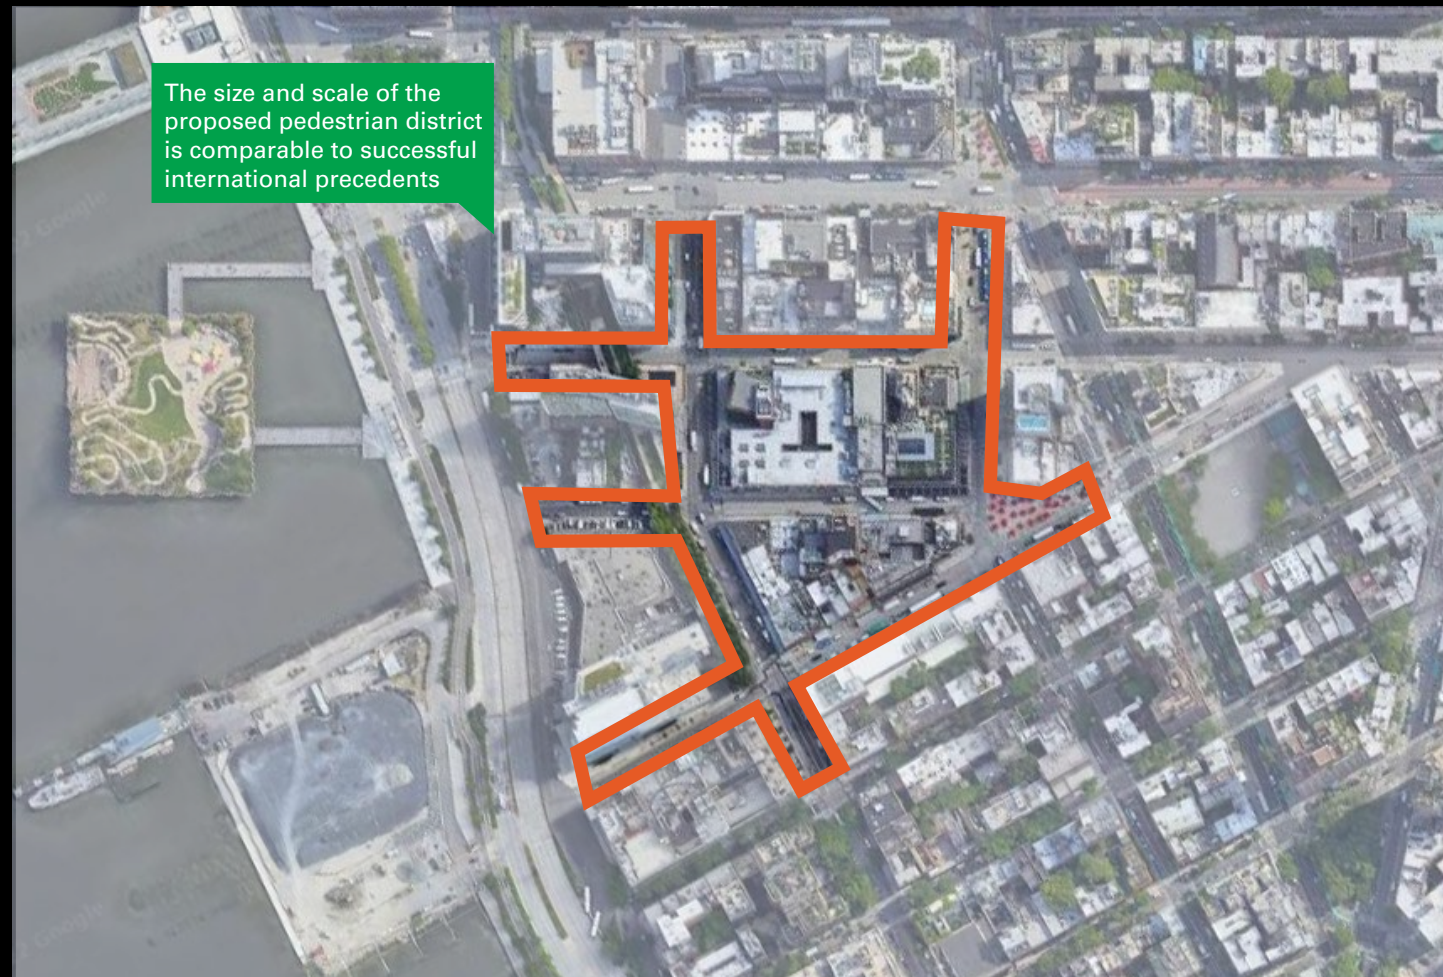 The size and scale of the
proposed pedestrian district
is comparable to successful
international precedents